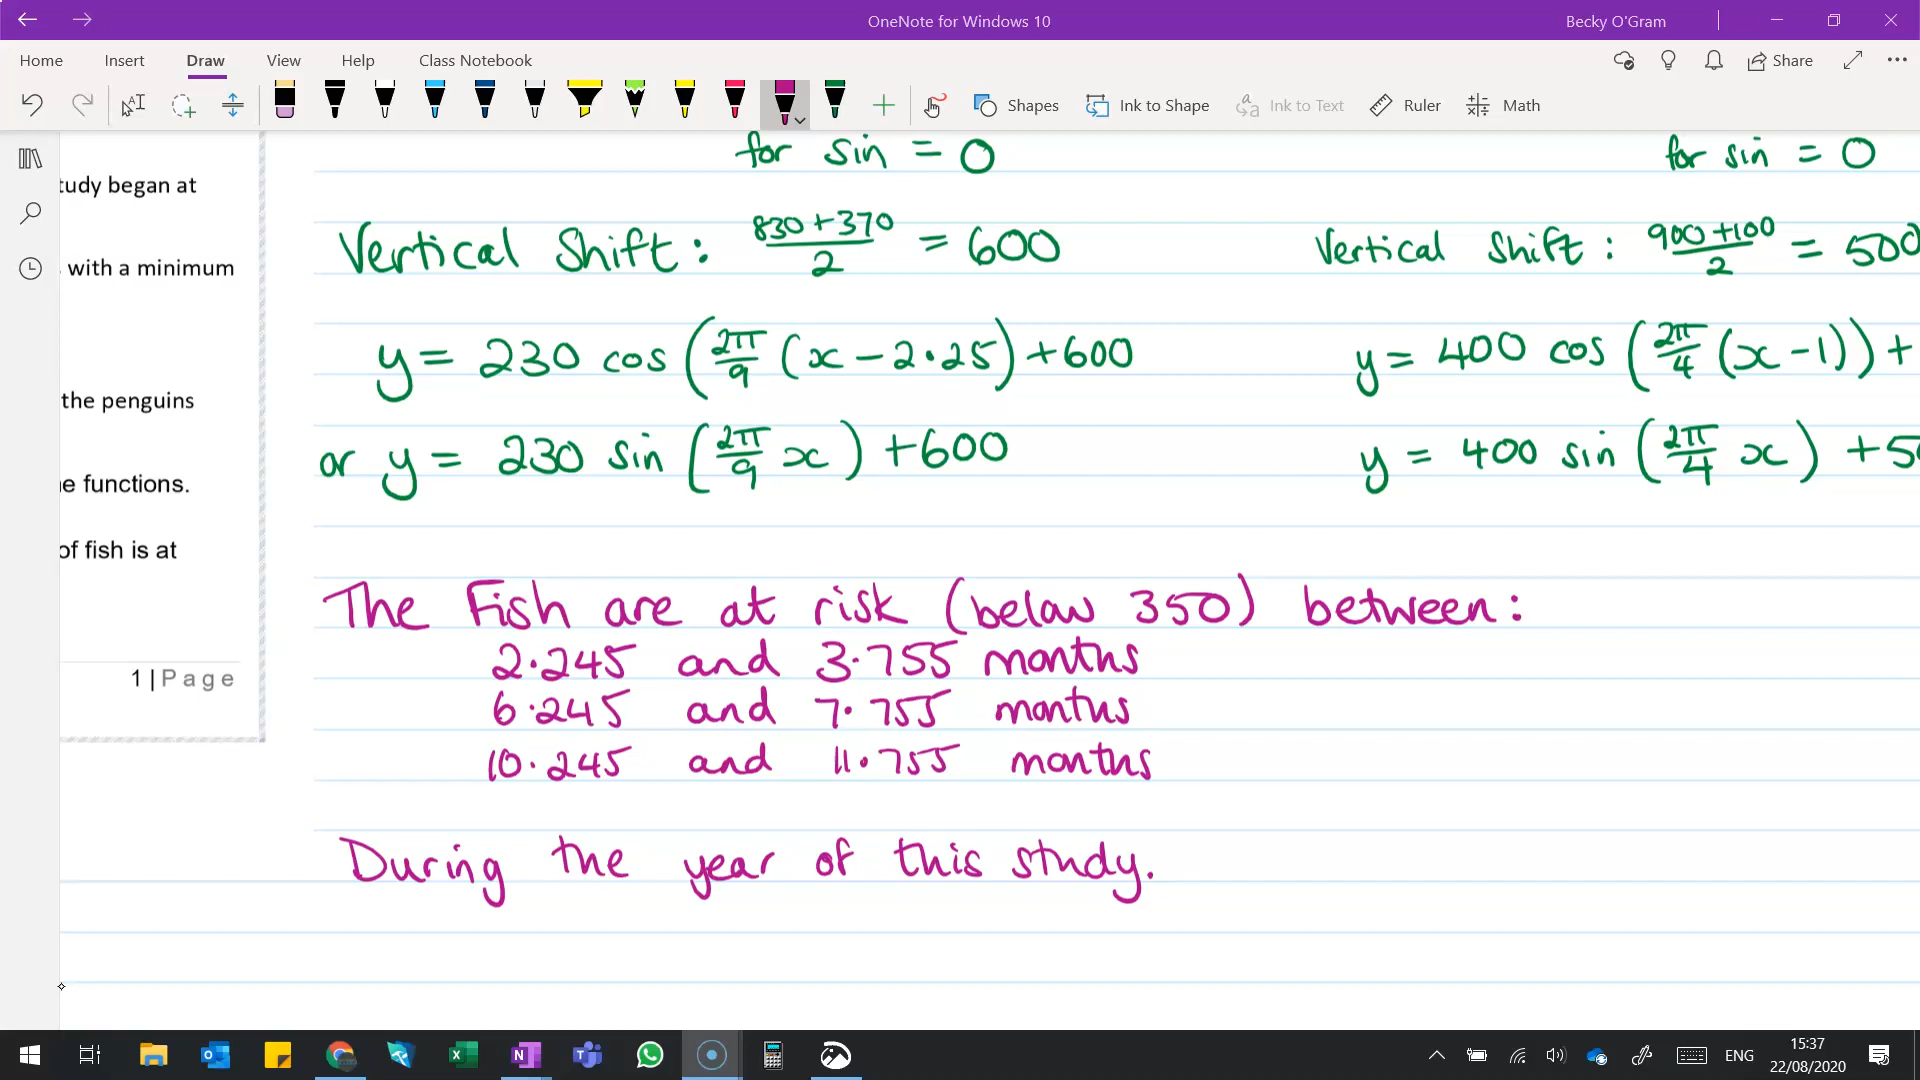 OneNote for Windows 10
Becky O'Gram
Home Insert Draw View Help Class Notebook
Share
Shapes Ink to Shape Ink to Text Ruler Math
tudy began at
with a minimum
the penguins
e functions.
of fish is at
1 | Page
for sin = 0
Vertical Shift: 830+370/2 = 600
y = 230 cos (2π/9 (x - 2.25) + 600
or y = 230 sin (2π/9 x) + 600
for sin = 0
Vertical Shift: 900+100/2 = 500
y = 400 cos (2π/4 (x - 1)) +
y = 400 sin (2π/4 x) + 5
The Fish are at risk (below 350) between:
2.245 and 3.755 months
6.245 and 7.755 months
10.245 and 11.755 months
During the year of this study.
ENG
15:37
22/08/2020